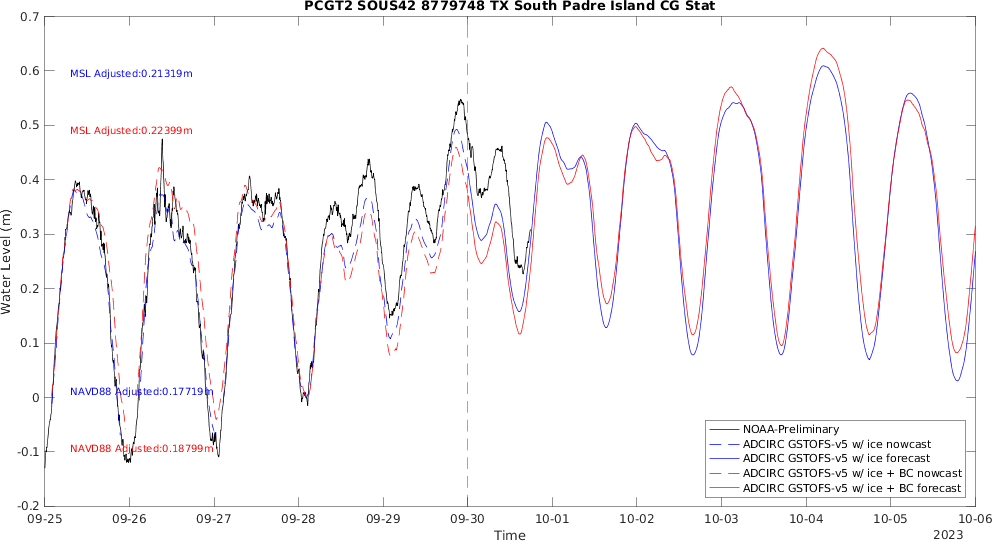 PCGT2 SOUS42 8779748 TX South Padre Island CG Stat
0.7
0.6
0.5
0.4
0.3
0.2
0.1
0
-0.1
-0.2
Water Level (m)
MSL Adjusted:0.21319m
MSL Adjusted:0.22399m
NAVD88 Adjusted:0.17719m
NAVD88 Adjusted:0.18799m
NOAA-Preliminary
ADCIRC GSTOFS-v5 w/ ice nowcast
ADCIRC GSTOFS-v5 w/ ice forecast
ADCIRC GSTOFS-v5 w/ ice + BC nowcast
ADCIRC GSTOFS-v5 w/ ice + BC forecast
09-25 09-26 09-27 09-28 09-29 09-30 10-01 10-02 10-03 10-04 10-05 10-06
Time
2023